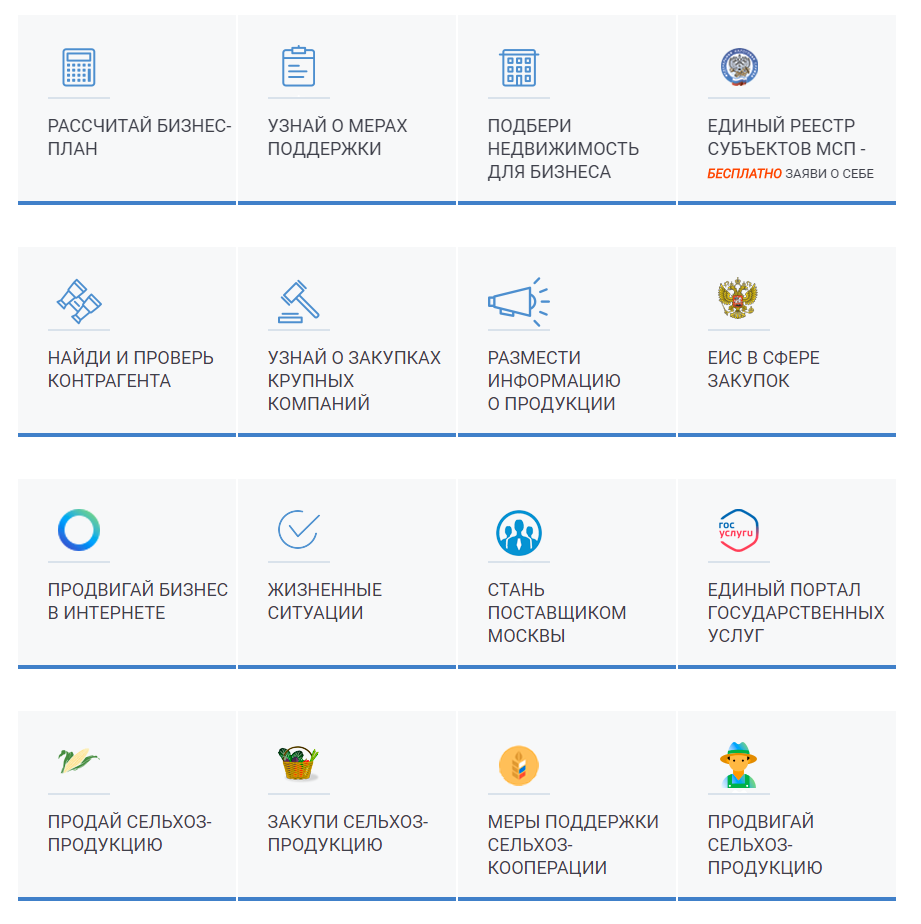 РАССЧИТАЙ БИЗНЕС-
ПЛАН
УЗНАЙ О МЕРАХ
ПОДДЕРЖКИ
ПОДБЕРИ
НЕДВИЖИМОСТЬ
ДЛЯ БИЗНЕСА
ЕДИНЫЙ РЕЕСТР
СУБЪЕКТОВ МСП -
БЕСПЛАТНО ЗАЯВИ О СЕБЕ
НАЙДИ И ПРОВЕРЬ
КОНТРАГЕНТА
УЗНАЙ О ЗАКУПКАХ
КРУПНЫХ
КОМПАНИЙ
РАЗМЕСТИ
ИНФОРМАЦИЮ
О ПРОДУКЦИИ
ЕИС В СФЕРЕ
ЗАКУПОК
ПРОДВИГАЙ БИЗНЕС
В ИНТЕРНЕТЕ
ЖИЗНЕННЫЕ
СИТУАЦИИ
СТАНЬ
ПОСТАВЩИКОМ
МОСКВЫ
гос
услуги
ЕДИНЫЙ ПОРТАЛ
ГОСУДАРСТВЕННЫХ
УСЛУГ
ПРОДАЙ СЕЛЬХОЗ-
ПРОДУКЦИЮ
ЗАКУПИ СЕЛЬХОЗ-
ПРОДУКЦИЮ
МЕРЫ ПОДДЕРЖКИ
СЕЛЬХОЗ-
КООПЕРАЦИИ
ПРОДВИГАЙ
СЕЛЬХОЗ-
ПРОДУКЦИЮ